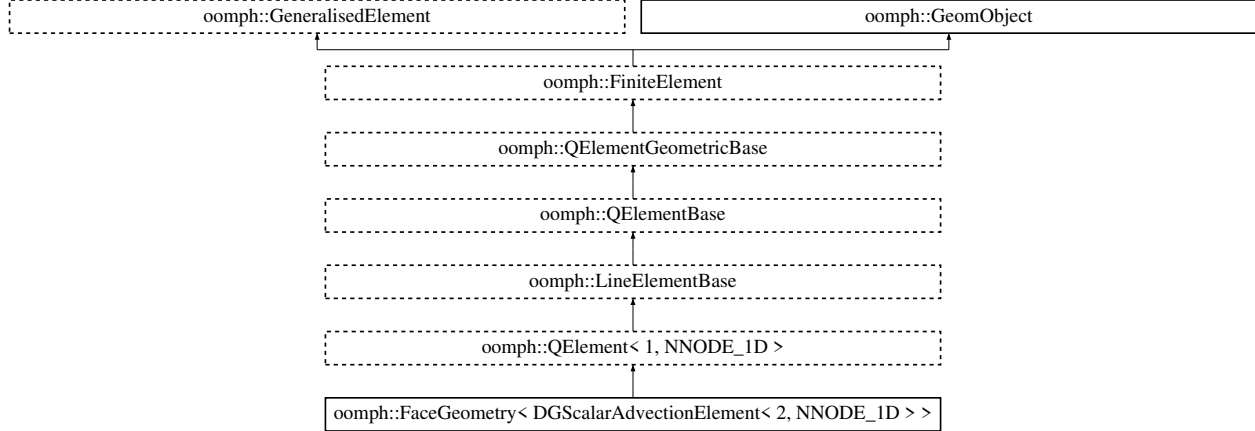 oomph::GeneralisedElement
oomph::GeomObject
oomph::FiniteElement
oomph::QElementGeometricBase
oomph::QElementBase
oomph::LineElementBase
oomph::QElement< 1, NNODE_1D >
oomph::FaceGeometry< DGScalarAdvectionElement< 2, NNODE_1D > >